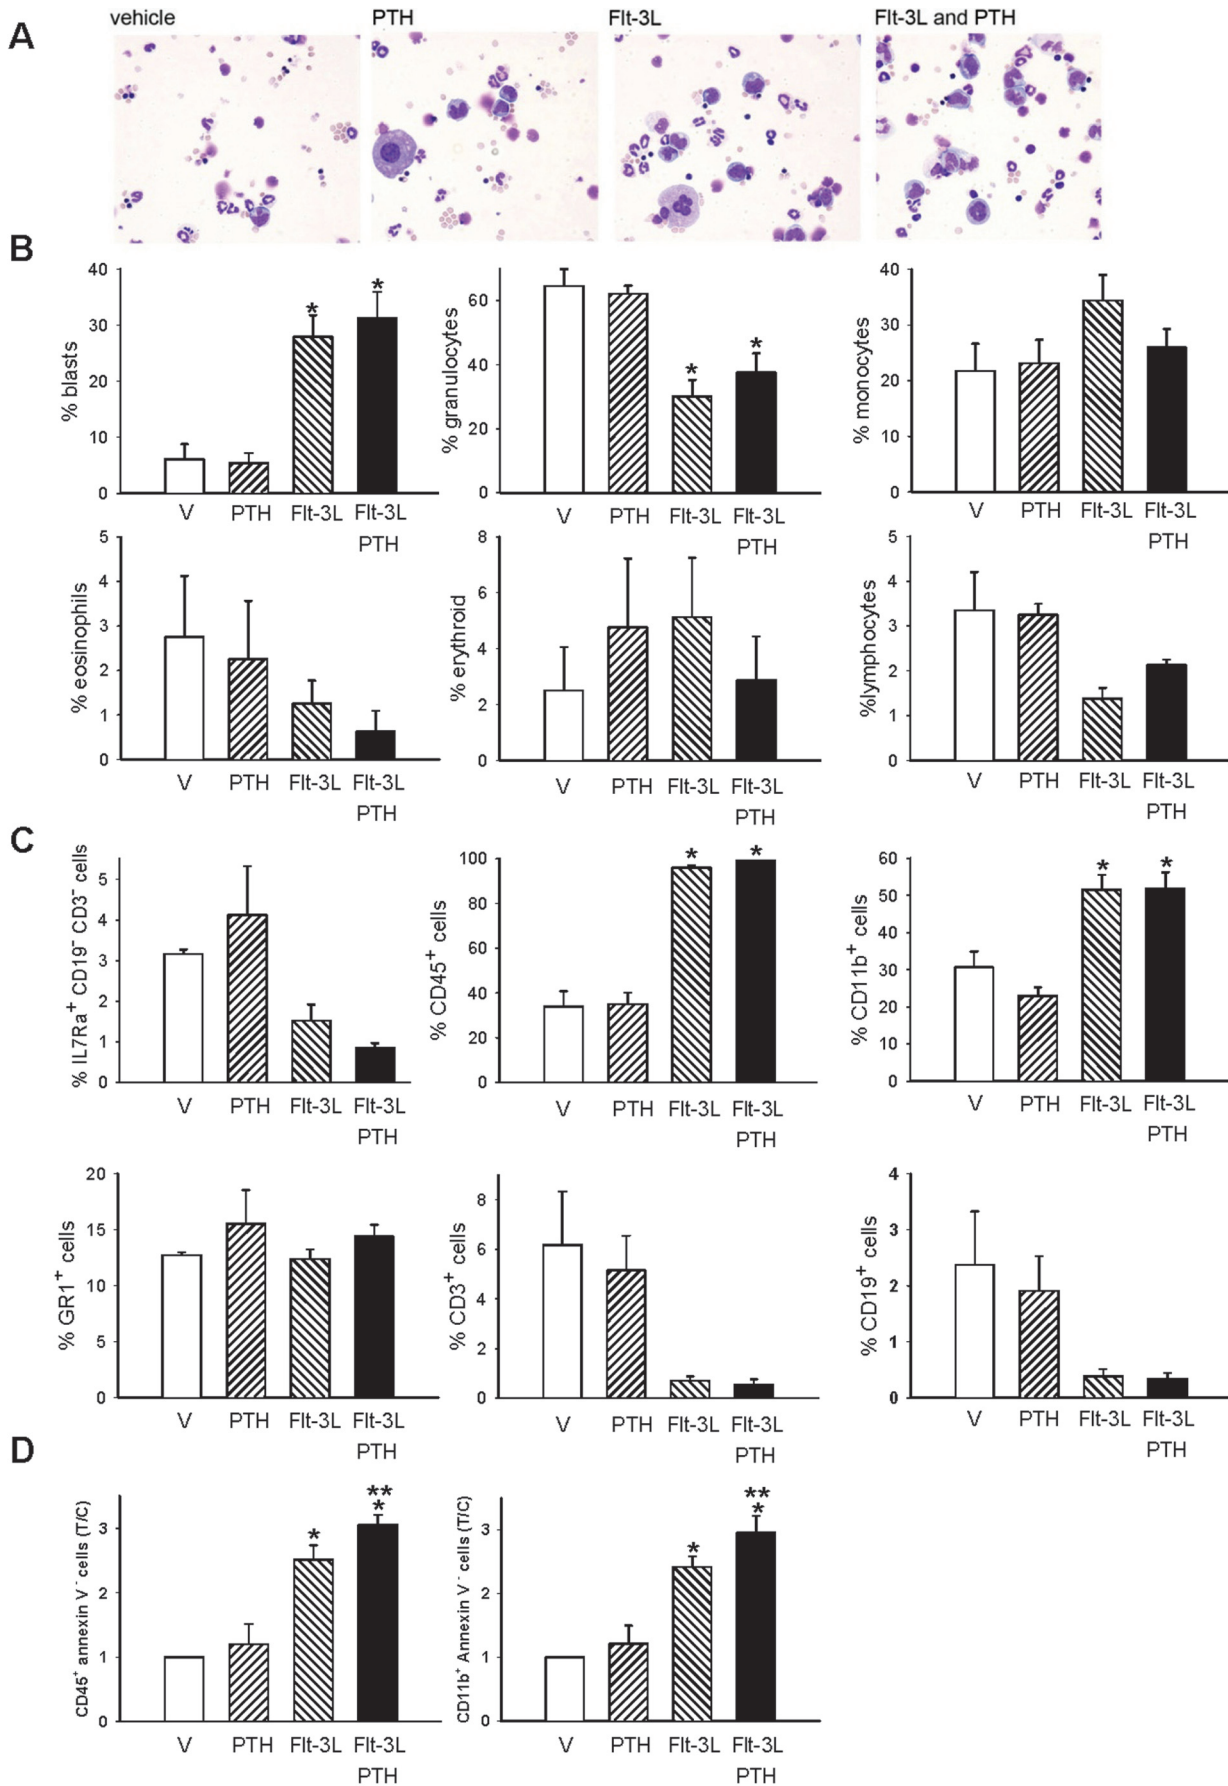 A
vehicle
PTH
Flt-3L
Flt-3L and PTH
B
% blasts
40
30
20
10
0
V
PTH
Flt-3L
Flt-3L
PTH
% granulocytes
60
40
20
0
V
PTH
Flt-3L
Flt-3L
PTH
% monocytes
40
30
20
10
0
V
PTH
Flt-3L
Flt-3L
PTH
* *
* *
% eosinophils
5
4
3
2
1
0
V
PTH
Flt-3L
Flt-3L
PTH
% erythroid
8
6
4
2
0
V
PTH
Flt-3L
Flt-3L
PTH
%lymphocytes
5
4
3
2
1
0
V
PTH
Flt-3L
Flt-3L
PTH
C
% IL7Ra⁺ CD19⁻ CD3⁻ cells
5
4
3
2
1
0
V
PTH
Flt-3L
Flt-3L
PTH
% CD45⁺ cells
100
80
60
40
20
0
* *
V
PTH
Flt-3L
Flt-3L
PTH
% CD11b⁺ cells
60
50
40
30
20
10
0
* *
V
PTH
Flt-3L
Flt-3L
PTH
% GR1⁺ cells
20
15
10
5
0
V
PTH
Flt-3L
Flt-3L
PTH
% CD3⁺ cells
8
6
4
2
0
V
PTH
Flt-3L
Flt-3L
PTH
% CD19⁺ cells
4
3
2
1
0
V
PTH
Flt-3L
Flt-3L
PTH
D
CD45⁺ annexin V⁻ cells (T/C)
3
2
1
0
*
**
*
V
PTH
Flt-3L
Flt-3L
PTH
CD11b⁺ Annexin V⁻ cells (T/C)
3
2
1
0
*
**
*
V
PTH
Flt-3L
Flt-3L
PTH